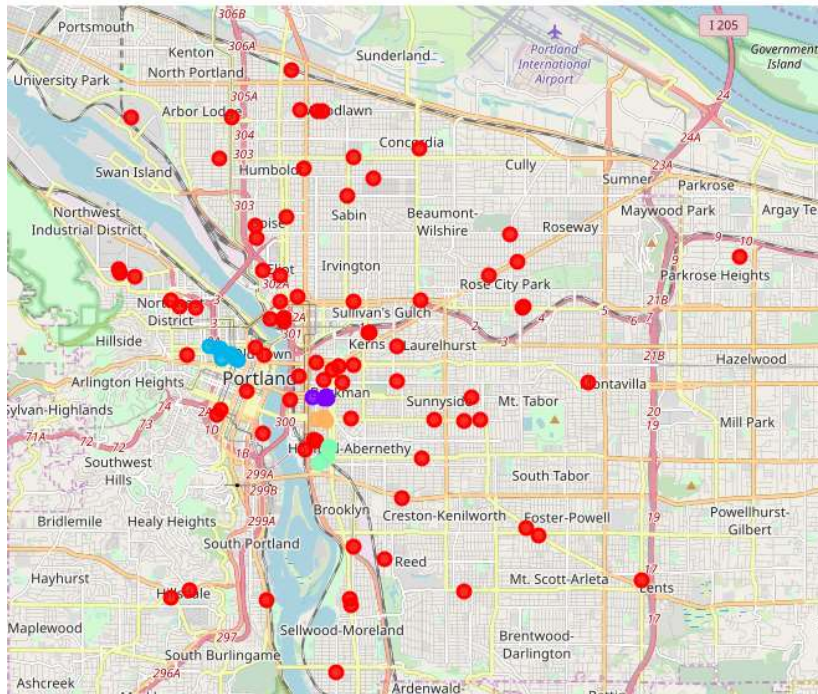 Portsmouth
306B
I 205
306A
Kenton
Sunderland
Portland
International
Airport
Government
Island
North Portland
University Park
305A
24
Arbor Lodge
304
24A
303
Concordia
Humboldt
Cully
23A
Swan Island
Sumner
Parkrose
Northwest
Industrial District
303
Sabin
Beaumont-
Wilshire
Maywood Park
Roseway
9
10
Parkrose Heights
Irvington
302A
Rose City Park
21B
District
3
Sullivan's Gulch
5
6
7
301
2
3
4
Hillside
Kerns
Laurelhurst
21B
Hazelwood
Arlington Heights
Portland
Sylvan-Highlands
74
2A
Sunnyside
Mt. Tabor
Mill Park
71A
72
72
1D
300
1B
Southwest
Hills
299A
South Tabor
299B
Brooklyn
20
Bridlemile
Healy Heights
299A
Creston-Kenilworth
Foster-Powell
Powellhurst-
Gilbert
South Portland
19
Reed
Hayhurst
Mt. Scott-Arleta
17
Lents
Maplewood
297
Sellwood-Moreland
17
Brentwood-
Darlington
South Burlingame
296A
Ashcreek
Ardenwald-